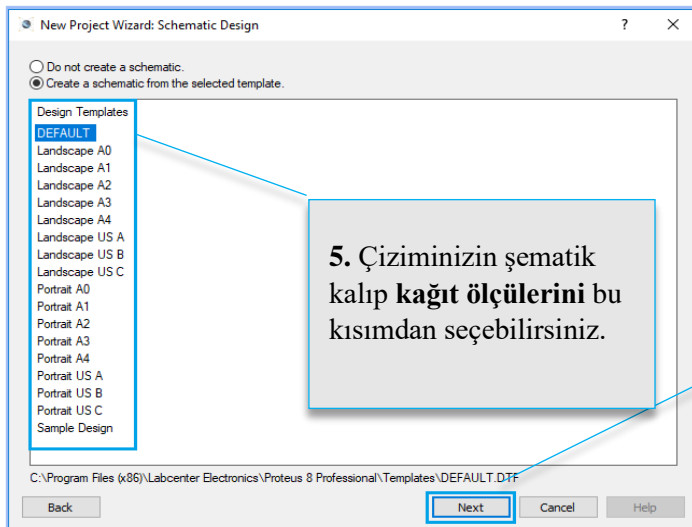 New Project Wizard: Schematic Design
Do not create a schematic.
Create a schematic from the selected template.
Design Templates
DEFAULT
Landscape A0
Landscape A1
Landscape A2
Landscape A3
Landscape A4
Landscape US A
Landscape US B
Landscape US C
Portrait A0
Portrait A1
Portrait A2
Portrait A3
Portrait A4
Portrait US A
Portrait US B
Portrait US C
Sample Design
5. Çiziminizin şematik
kalıp kağıt ölçülerini bu
kısımdan seçebilirsiniz.
C:\Program Files (x86)\Labcenter Electronics\Proteus 8 Professional\Templates\DEFAULT.DTF
Back
Next
Cancel
Help